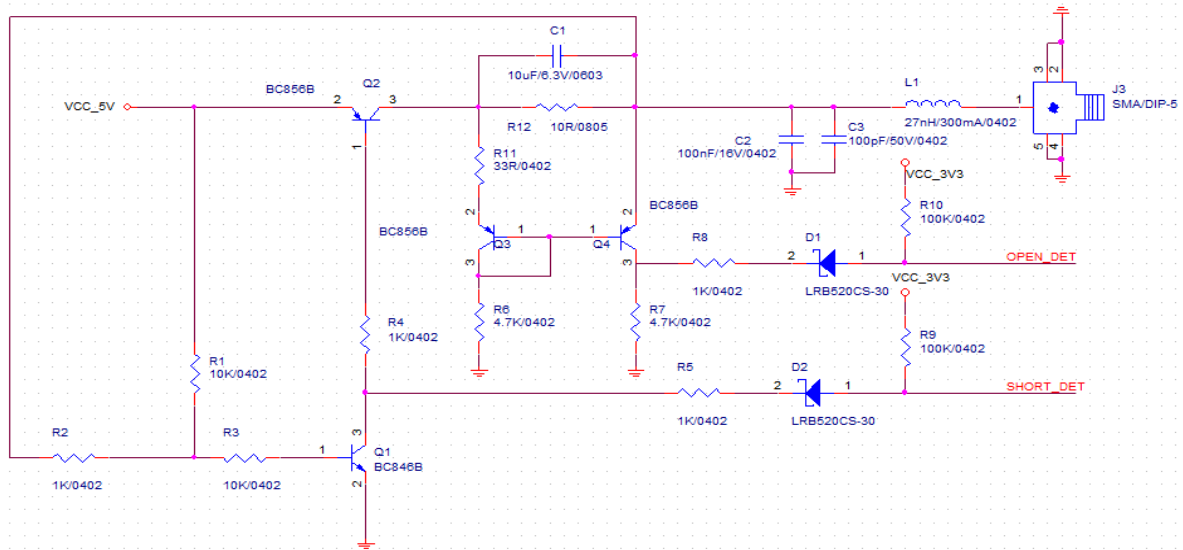 C1
10uF/6.3V/0603
Q2
BC856B
2
3
1
VCC_5V
R12
10R/0805
L1
27nH/300mA/0402
1
3
2
5
4
J3
SMA/DIP-5
C2
100nF/16V/0402
C3
100pF/50V/0402
R11
33R/0402
VCC_3V3
R10
100K/0402
BC856B
2
1
Q3
3
BC856B
2
1
Q4
3
R8
1K/0402
D1
2
1
LRB520CS-30
OPEN_DET
VCC_3V3
R6
4.7K/0402
R7
4.7K/0402
R4
1K/0402
R9
100K/0402
R1
10K/0402
R5
1K/0402
D2
2
1
LRB520CS-30
SHORT_DET
R2
1K/0402
R3
10K/0402
1
3
Q1
BC846B
2